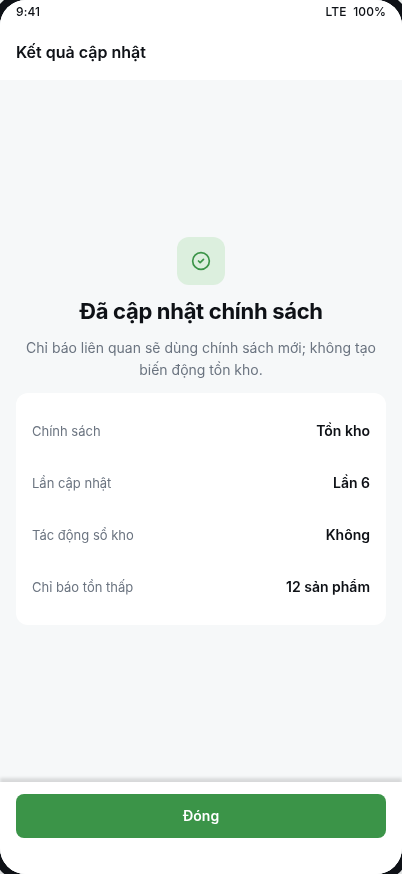 9:41 LTE 100%
Kết quả cập nhật
Đã cập nhật chính sách
Chỉ báo liên quan sẽ dùng chính sách mới; không tạo
biến động tồn kho.
Chính sách Tồn kho
Lần cập nhật Lần 6
Tác động sổ kho Không
Chỉ báo tồn thấp 12 sản phẩm
Đóng